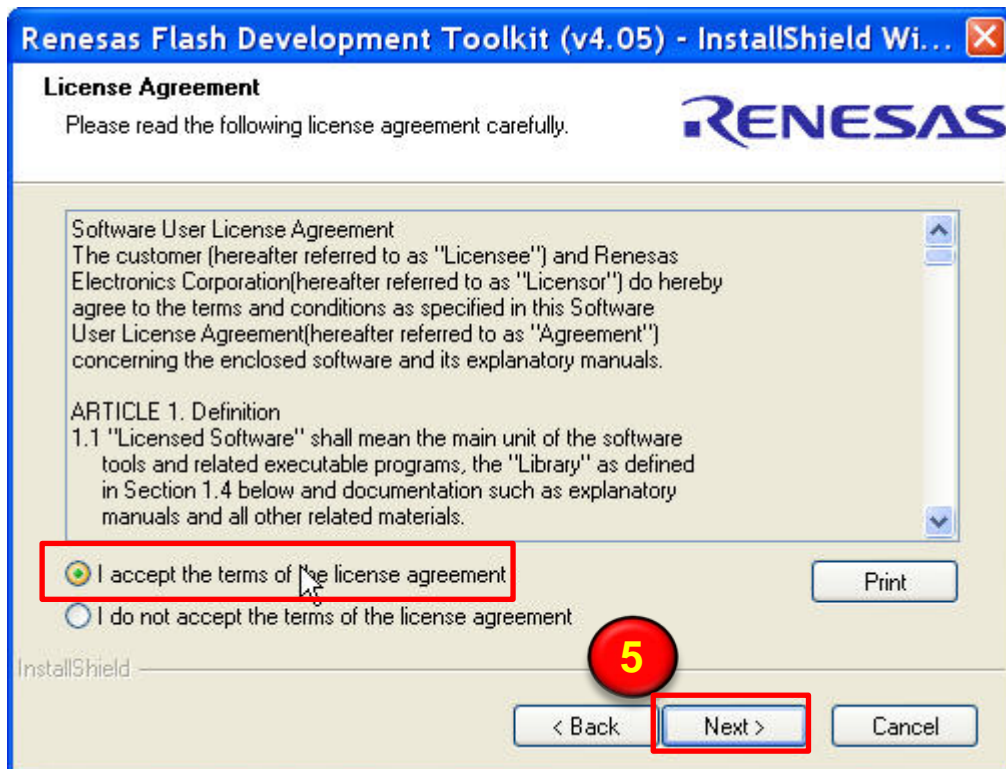 Renesas Flash Development Toolkit (v4.05) - InstallShield Wi...
License Agreement
Please read the following license agreement carefully.
RENESAS
Software User License Agreement
The customer (hereafter referred to as "Licensee") and Renesas
Electronics Corporation(hereafter referred to as "Licensor") do hereby
agree to the terms and conditions as specified in this Software
User License Agreement(hereafter referred to as "Agreement")
concerning the enclosed software and its explanatory manuals.
ARTICLE 1. Definition
1.1 "Licensed Software" shall mean the main unit of the software
tools and related executable programs, the "Library" as defined
in Section 1.4 below and documentation such as explanatory
manuals and all other related materials.
I accept the terms of the license agreement
Print
I do not accept the terms of the license agreement
5
InstallShield
< Back
Next >
Cancel